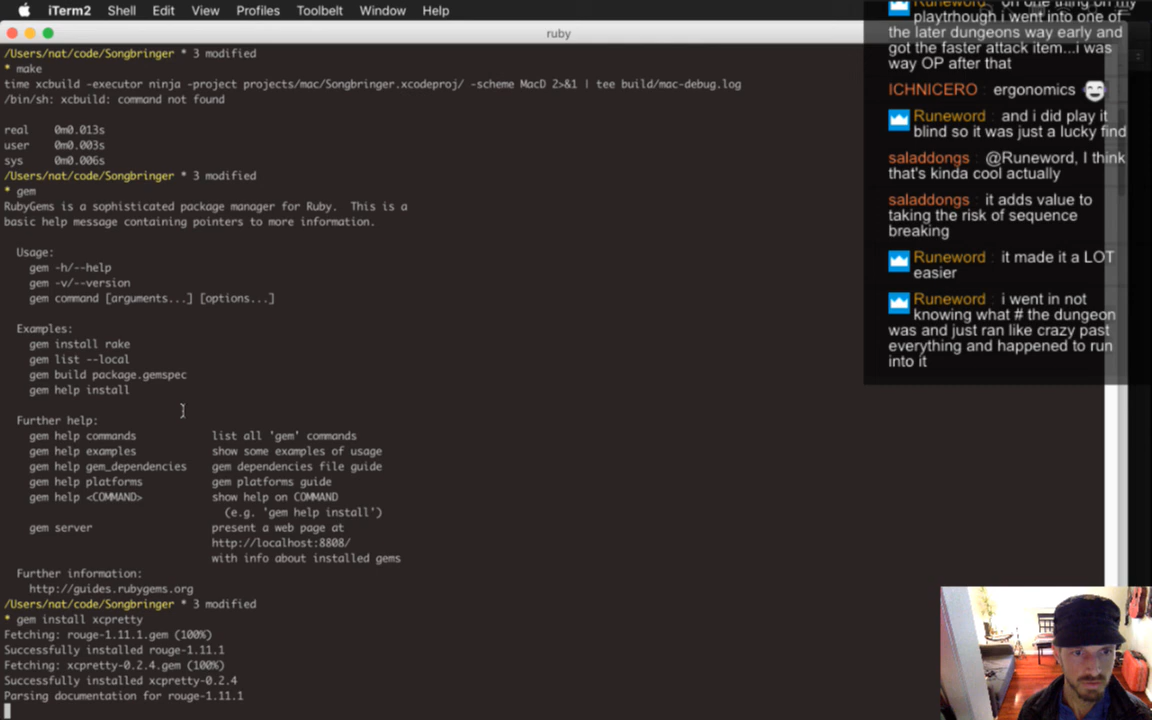 iTerm2 Shell Edit View Profiles Toolbelt Window Help
ruby
/Users/nat/code/Songbringer * 3 modified
* make
time xcbuild -executor ninja -project projects/mac/Songbringer.xcodeproj/ -scheme MacD 2>&1 | tee build/mac-debug.log
/bin/sh: xcbuild: command not found
real 0m0.013s
user 0m0.003s
sys 0m0.006s
/Users/nat/code/Songbringer * 3 modified
* gem
RubyGems is a sophisticated package manager for Ruby. This is a
basic help message containing pointers to more information.
Usage:
gem -h/--help
gem -v/--version
gem command [arguments...] [options...]
Examples:
gem install rake
gem list --local
gem build package.gemspec
gem help install
Further help:
gem help commands list all 'gem' commands
gem help examples show some examples of usage
gem help gem_dependencies gem dependencies file guide
gem help platforms gem platforms guide
gem help <COMMAND> show help on COMMAND
(e.g. 'gem help install')
gem server present a web page at
http://localhost:8808/
with info about installed gems
Further information:
http://guides.rubygems.org
/Users/nat/code/Songbringer * 3 modified
* gem install xcpretty
Fetching: rouge-1.11.1.gem (100%)
Successfully installed rouge-1.11.1
Fetching: xcpretty-0.2.4.gem (100%)
Successfully installed xcpretty-0.2.4
Parsing documentation for rouge-1.11.1
Runeword : on one thing on my
playtrhough i went into one of
the later dungeons way early and
got the faster attack item...i was
way OP after that
ICHNICERO : ergonomics
Runeword : and i did play it
blind so it was just a lucky find
saladdongs : @Runeword, I think
that's kinda cool actually
saladdongs : it adds value to
taking the risk of sequence
breaking
Runeword : it made it a LOT
easier
Runeword : i went in not
knowing what # the dungeon
was and just ran like crazy past
everything and happened to run
into it